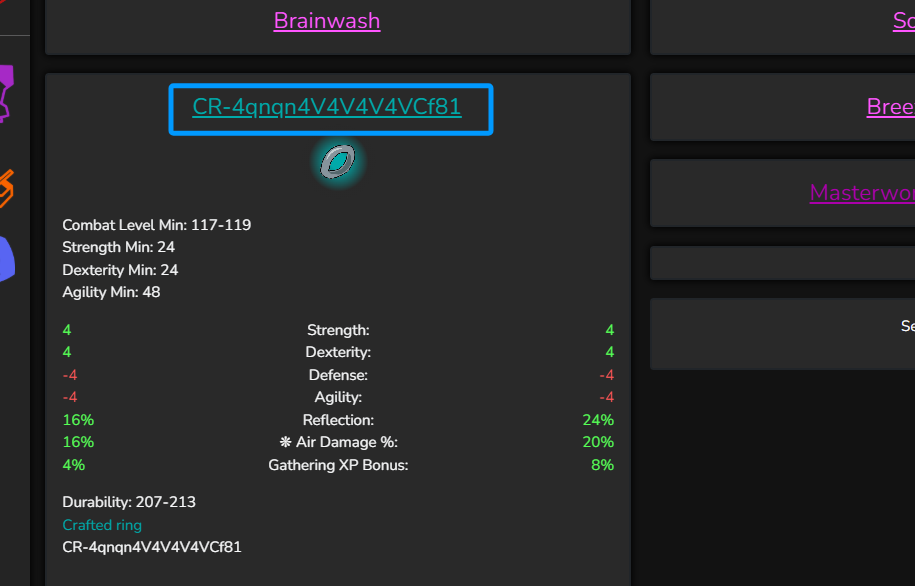 Brainwash
CR-4qnqn4V4V4V4VCf81
Combat Level Min: 117-119
Strength Min: 24
Dexterity Min: 24
Agility Min: 48
4 Strength: 4
4 Dexterity: 4
-4 Defense: -4
-4 Agility: -4
16% Reflection: 24%
16% ❋ Air Damage %: 20%
4% Gathering XP Bonus: 8%
Durability: 207-213
Crafted ring
CR-4qnqn4V4V4V4VCf81